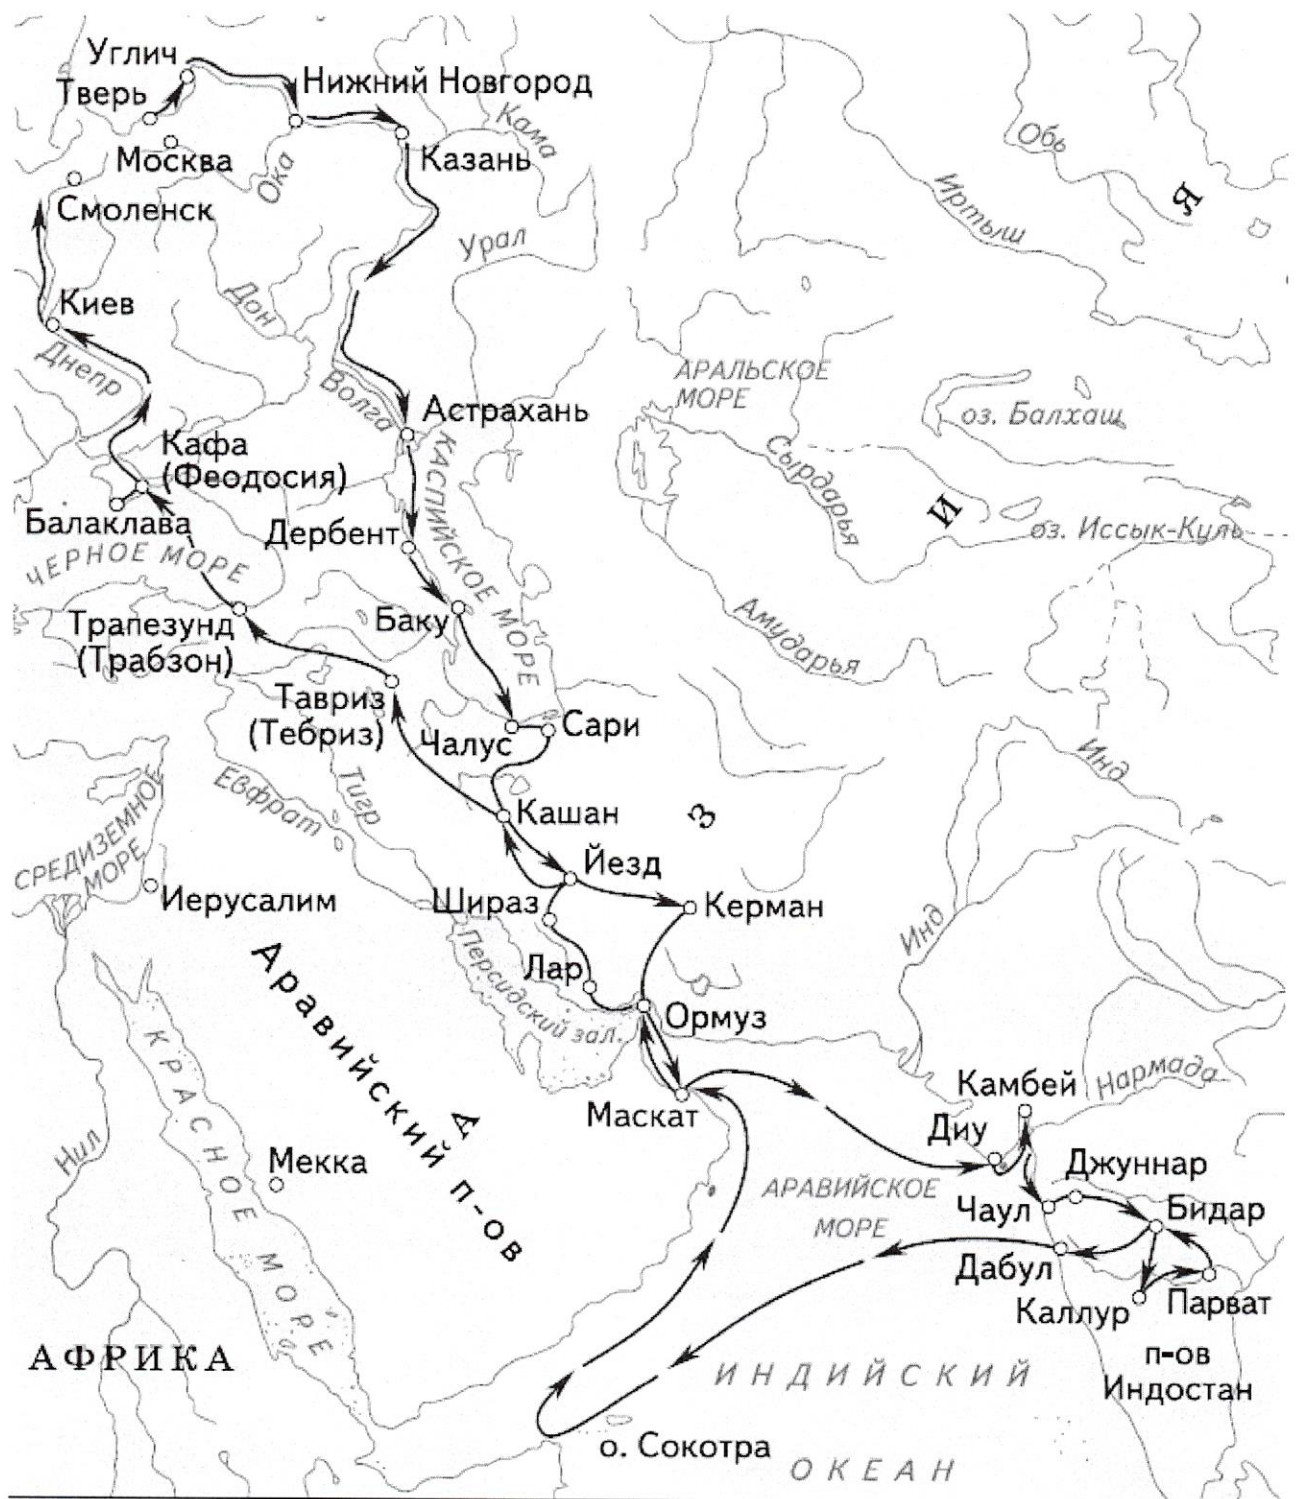 Углич
Тверь
Нижний Новгород
Кама
Москва
Ока
Казань
Обь
Смоленск
Иртыш
Я
Урал
Киев
Дон
Днепр
Волга
АРАЛЬСКОЕ
МОРЕ
Астрахань
оз. Балхаш
Кафа
(Феодосия)
КАСПИЙСКОЕ МОРЕ
Сырдарья
И
Балаклава
Дербент
оз. Иссык-Куль
ЧЕРНОЕ МОРЕ
Баку
Амударья
Трапезунд
(Трабзон)
Тавриз
(Тебриз)
Чалус
Сари
Инд
Евфрат
Тигр
Кашан
З
СРЕДИЗЕМНОЕ
МОРЕ
Йезд
Иерусалим
Шираз
Керман
Инд
Персидский зал.
Лар
Ормуз
Аравийский п-ов
КРАСНОЕ МОРЕ
Маскат
Камбей
Нармада
А
Диу
Нил
Мекка
Джуннар
АРАВИЙСКОЕ
МОРЕ
Чаул
Бидар
Дабул
Каллур
Парват
АФРИКА
п-ов
Индостан
ИНДИЙСКИЙ
о. Сокотра
ОКЕАН